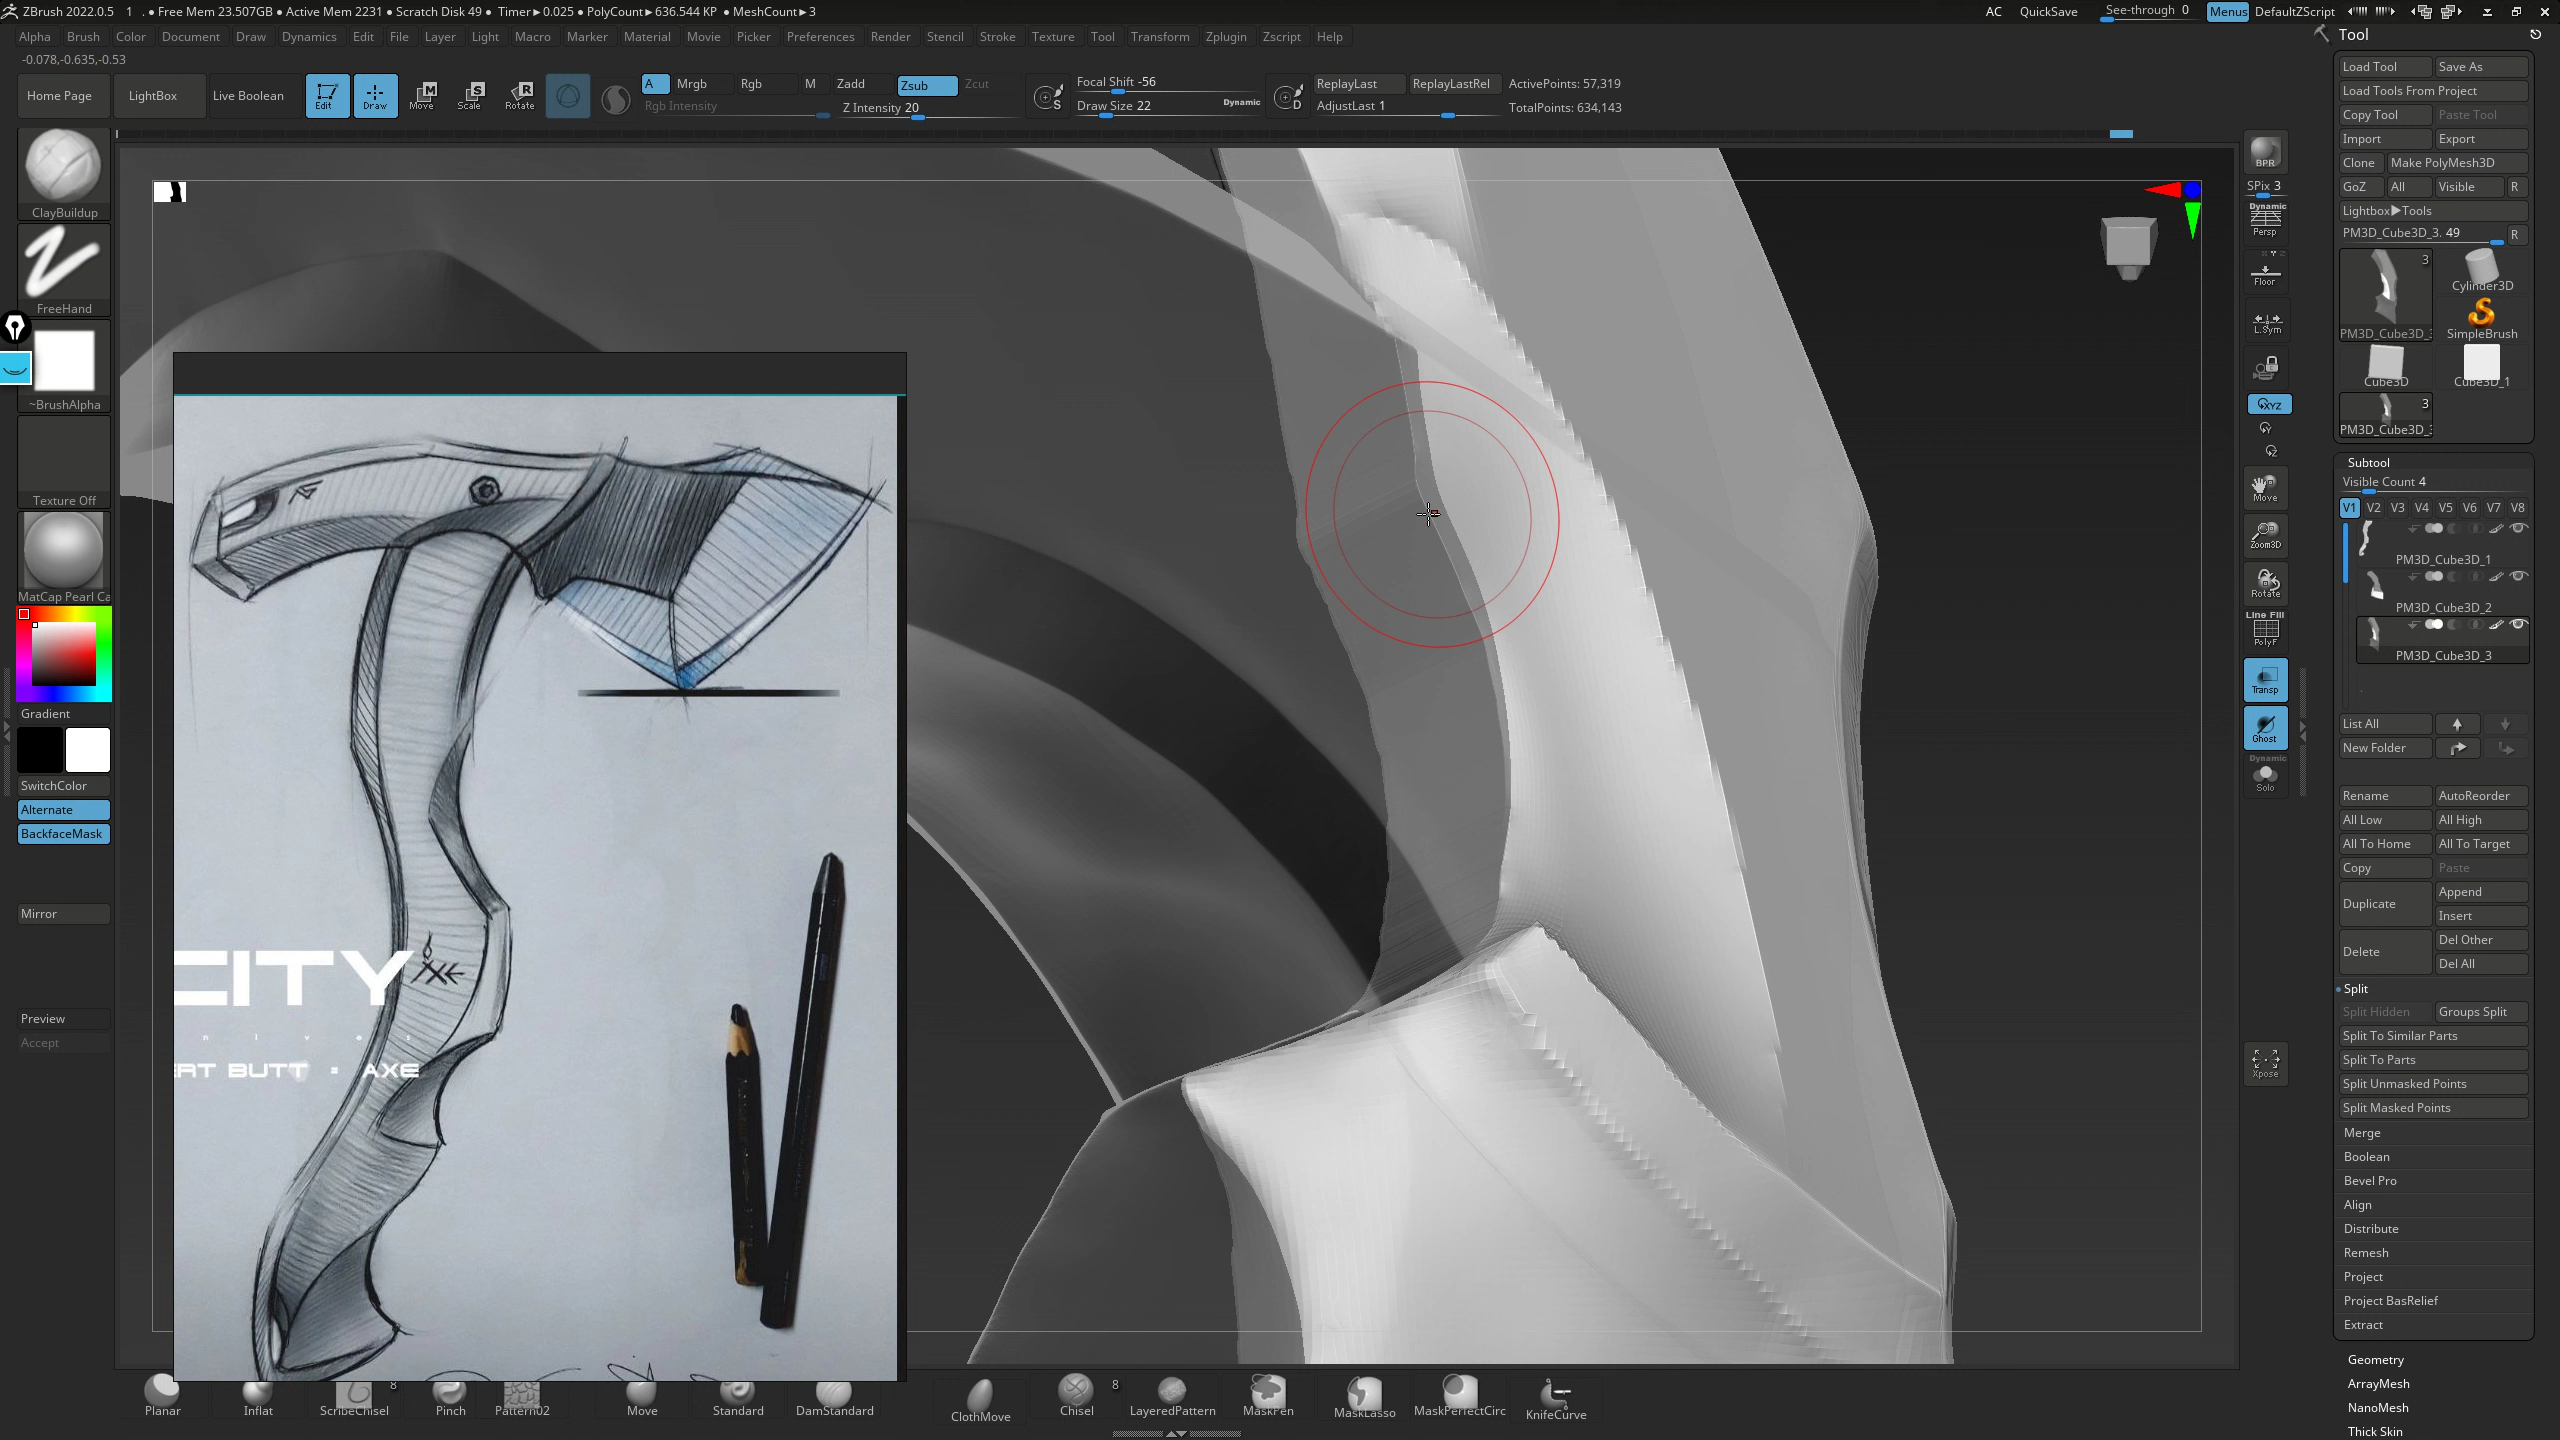 ZBrush 2022.0.5 1 . ● Free Mem 23.507GB ● Active Mem 2231 ● Scratch Disk 49 ● Timer►0.025 ● PolyCount►636.544 KP ● MeshCount►3
AC QuickSave See-through 0 Menus DefaultZScript
Alpha Brush Color Document Draw Dynamics Edit File Layer Light Macro Marker Material Movie Picker Preferences Render Stencil Stroke Texture Tool Transform Zplugin Zscript Help
-0.078,-0.635,-0.53
Home Page LightBox Live Boolean Edit Draw Move Scale Rotate
M S R
A Mrgb Rgb M Zadd Zsub Zcut
Rgb Intensity Z Intensity 20
S Focal Shift -56
Draw Size 22 Dynamic
D ReplayLast ReplayLastRel ActivePoints: 57,319
AdjustLast 1 TotalPoints: 634,143
ClayBuildup
FreeHand
~BrushAlpha
Texture Off
MatCap Pearl Ca
Gradient
SwitchColor
Alternate
BackfaceMask
Mirror
Preview
Accept
CITY
n i v e s
ERT BUTT - AXE
AXE
BPR
SPix 3
Dynamic
Persp
Floor
L.Sym
XYZ
Y
Z
Move
Zoom3D
Rotate
Line Fill
PolyF
Transp
Ghost
Dynamic
Solo
Xpose
Tool
Load Tool Save As
Load Tools From Project
Copy Tool Paste Tool
Import Export
Clone Make PolyMesh3D
GoZ All Visible R
Lightbox►Tools
PM3D_Cube3D_3. 49 R
3
PM3D_Cube3D_3 Cylinder3D
SimpleBrush
Cube3D Cube3D_1
3
PM3D_Cube3D_3
Subtool
Visible Count 4
V1 V2 V3 V4 V5 V6 V7 V8
PM3D_Cube3D_1
PM3D_Cube3D_2
PM3D_Cube3D_3
List All
New Folder
Rename AutoReorder
All Low All High
All To Home All To Target
Copy Paste
Duplicate Append
Insert
Delete Del Other
Del All
Split
Split Hidden Groups Split
Split To Similar Parts
Split To Parts
Split Unmasked Points
Split Masked Points
Merge
Boolean
Bevel Pro
Align
Distribute
Remesh
Project
Project BasRelief
Extract
Geometry
ArrayMesh
NanoMesh
Thick Skin
8 8
Planar Inflat ScribeChisel Pinch Pattern02 Move Standard DamStandard ClothMove Chisel LayeredPattern MaskPen MaskLasso MaskPerfectCirc KnifeCurve